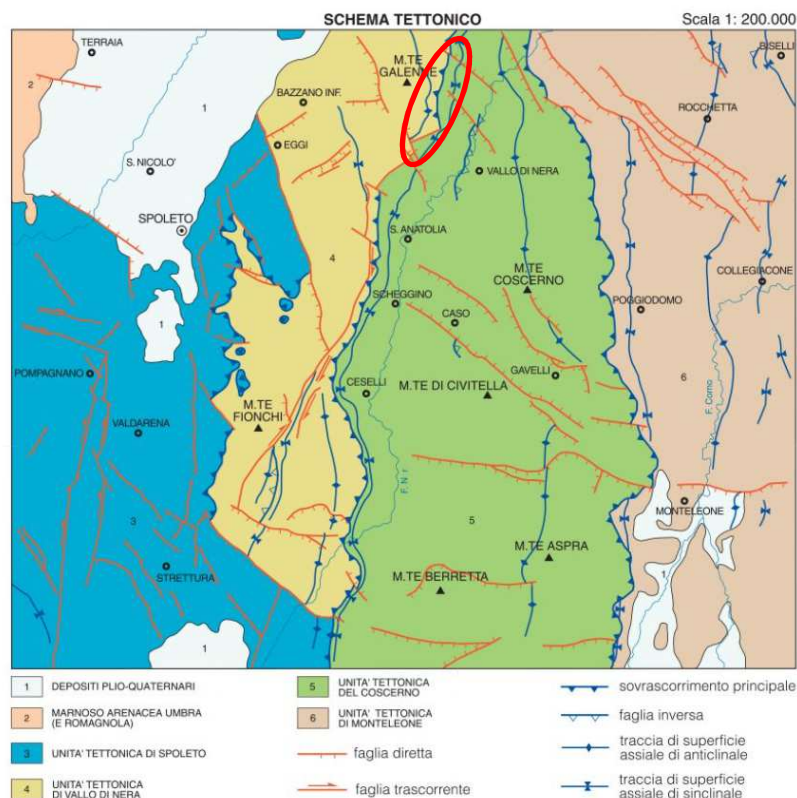 SCHEMA TETTONICO
Scala 1: 200.000
TERRAIA
M.TE
GALENNE
BISELLI
2
1
BAZZANO INF.
ROCCHETTA
EGGI
S. NICOLO'
VALLO DI NERA
SPOLETO
S. ANATOLIA
4
M.TE
COSCERNO
COLLEGIACONE
SCHEGGINO
CASO
POGGIODOMO
1
POMPAGNANO
GAVELLI
6
CESELLI
M.TE DI CIVITELLA
M.TE
FIONCHI
VALDARENA
F. Corno
MONTELEONE
3
5
M.TE ASPRA
STRETTURA
M.TE BERRETTA
1
1
1 DEPOSITI PLIO-QUATERNARI
2 MARNOSO ARENACEA UMBRA
(E ROMAGNOLA)
3 UNITA' TETTONICA DI SPOLETO
4 UNITA' TETTONICA
DI VALLO DI NERA
5 UNITA' TETTONICA
DEL COSCERNO
6 UNITA' TETTONICA
DI MONTELEONE
faglia diretta
faglia trascorrente
sovrascorrimento principale
faglia inversa
traccia di superficie
assiale di anticlinale
traccia di superficie
assiale di sinclinale